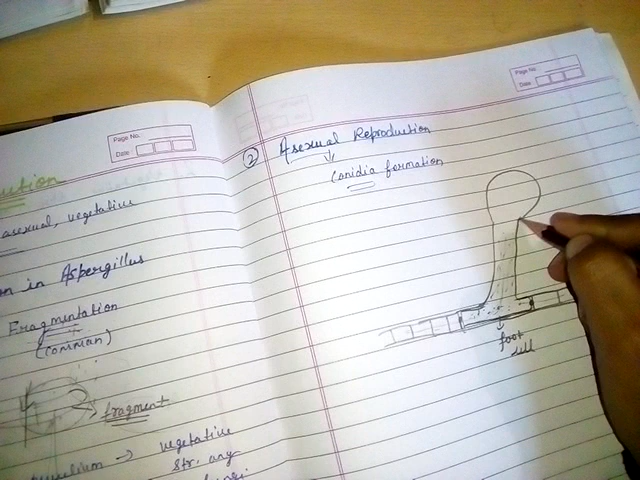 Page No.
Date
asexual, vegetative
in Aspergillus
Fragmentation
(common)
fragment
→ vegetative
str. any
Page No.
Date
② Asexual Reproduction
Conidia formation
foot
cell